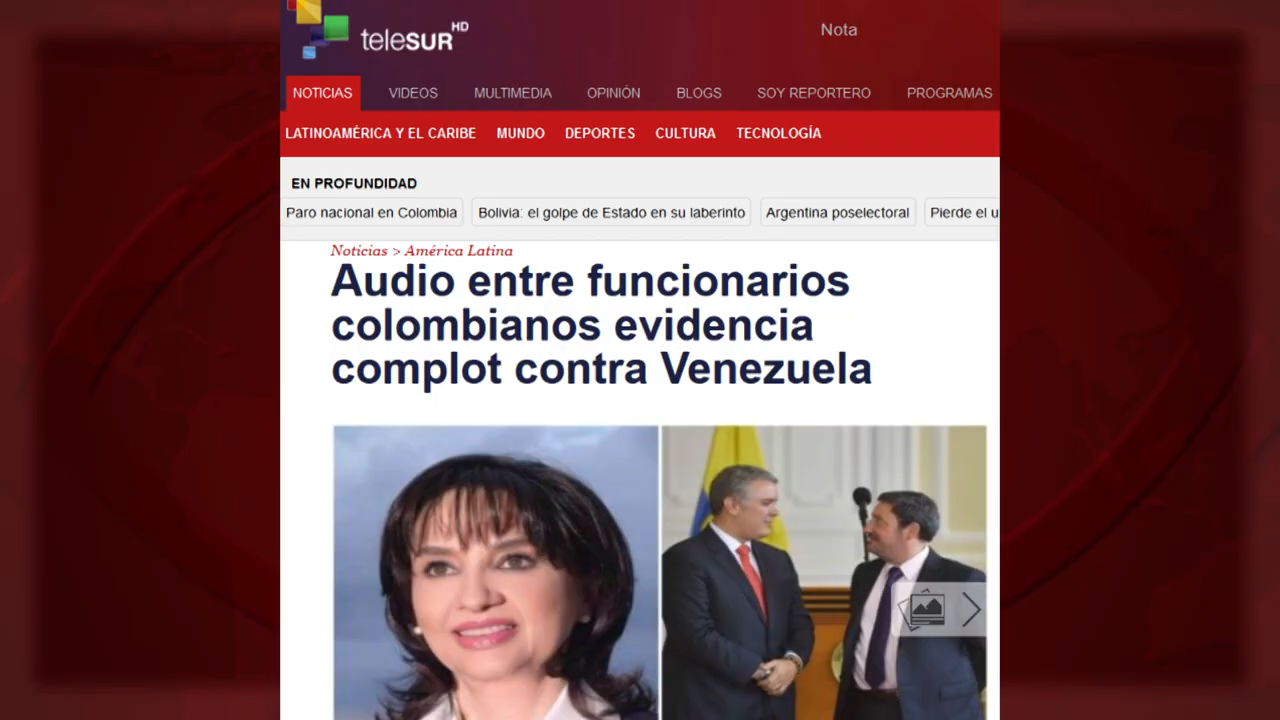 teleSUR HD
Nota
NOTICIAS VIDEOS MULTIMEDIA OPINIÓN BLOGS SOY REPORTERO PROGRAMAS
LATINOAMÉRICA Y EL CARIBE MUNDO DEPORTES CULTURA TECNOLOGÍA
EN PROFUNDIDAD
Paro nacional en Colombia Bolivia: el golpe de Estado en su laberinto Argentina poselectoral Pierde el u
Noticias > América Latina
Audio entre funcionarios
colombianos evidencia
complot contra Venezuela